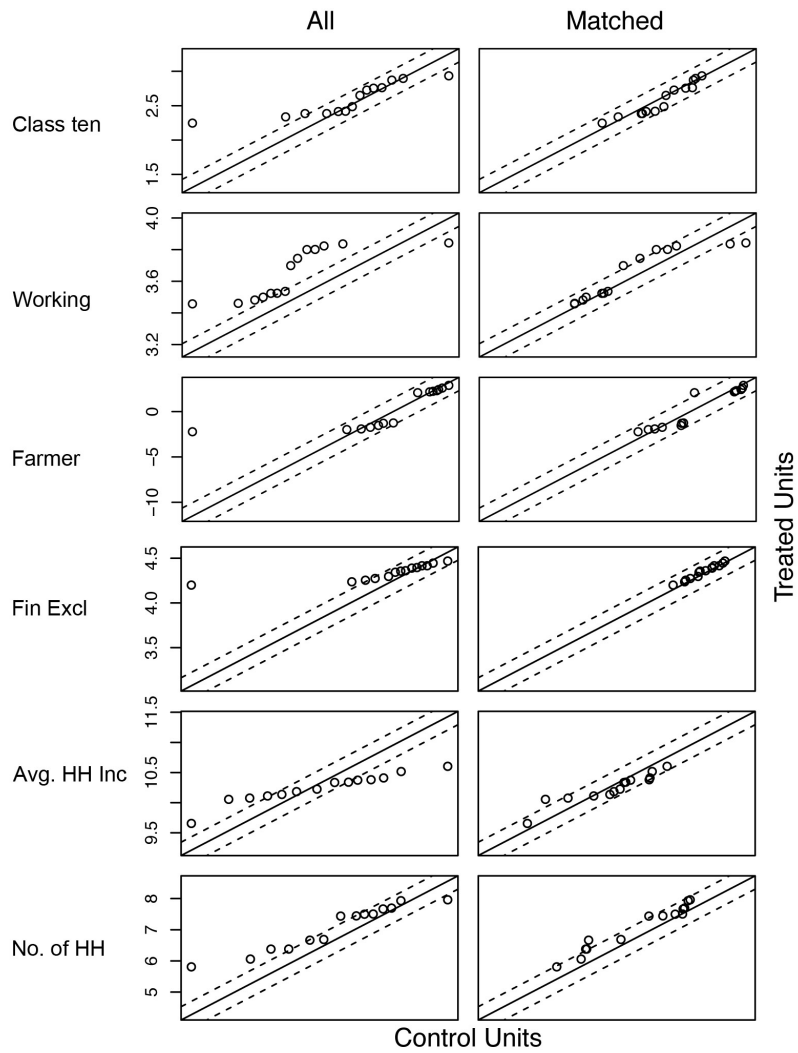 All Matched
Class ten
2.5
1.5
Working
4.0
3.6
3.2
Farmer
0
−5
−10
Fin Excl
4.5
4.0
3.5
Avg. HH Inc
11.5
10.5
9.5
No. of HH
8
7
6
5
Treated Units
Control Units